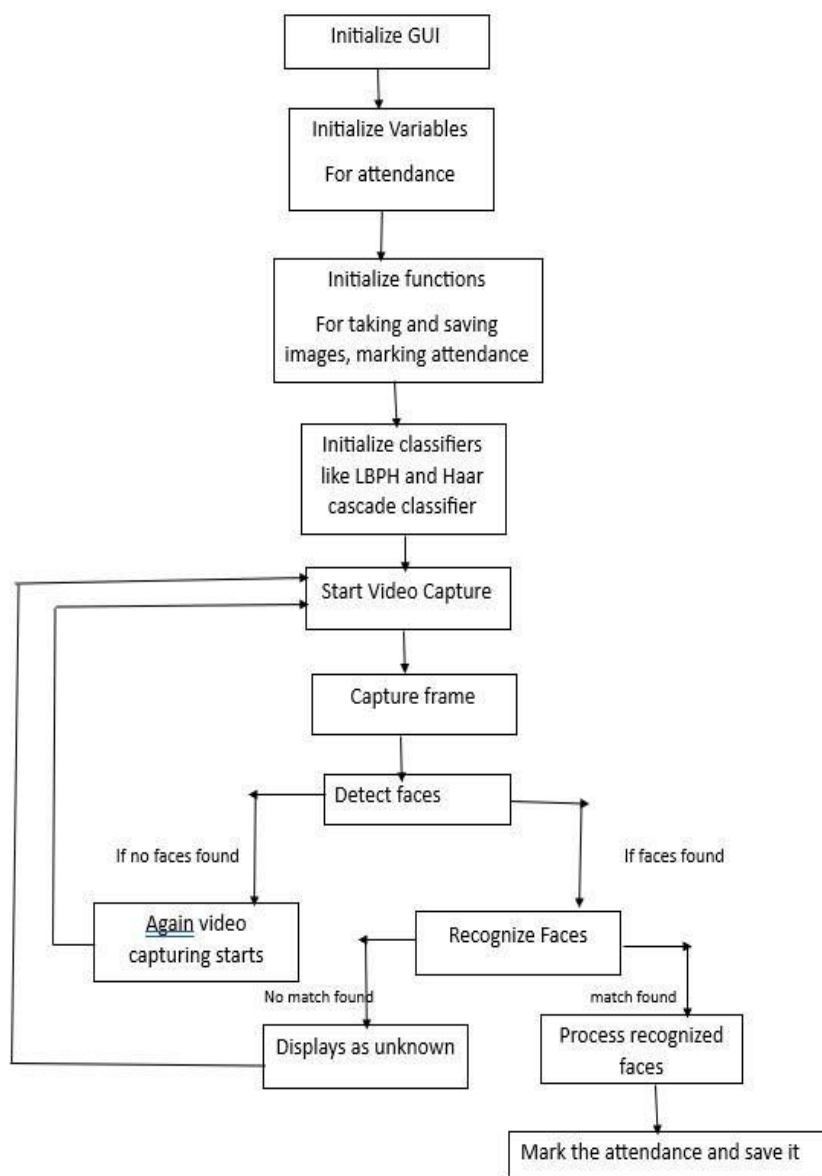 Initialize GUI
Initialize Variables
For attendance
Initialize functions
For taking and saving
images, marking attendance
Initialize classifiers
like LBPH and Haar
cascade classifier
Start Video Capture
Capture frame
Detect faces
If no faces found
If faces found
Again video
capturing starts
Recognize Faces
No match found
match found
Displays as unknown
Process recognized
faces
Mark the attendance and save it